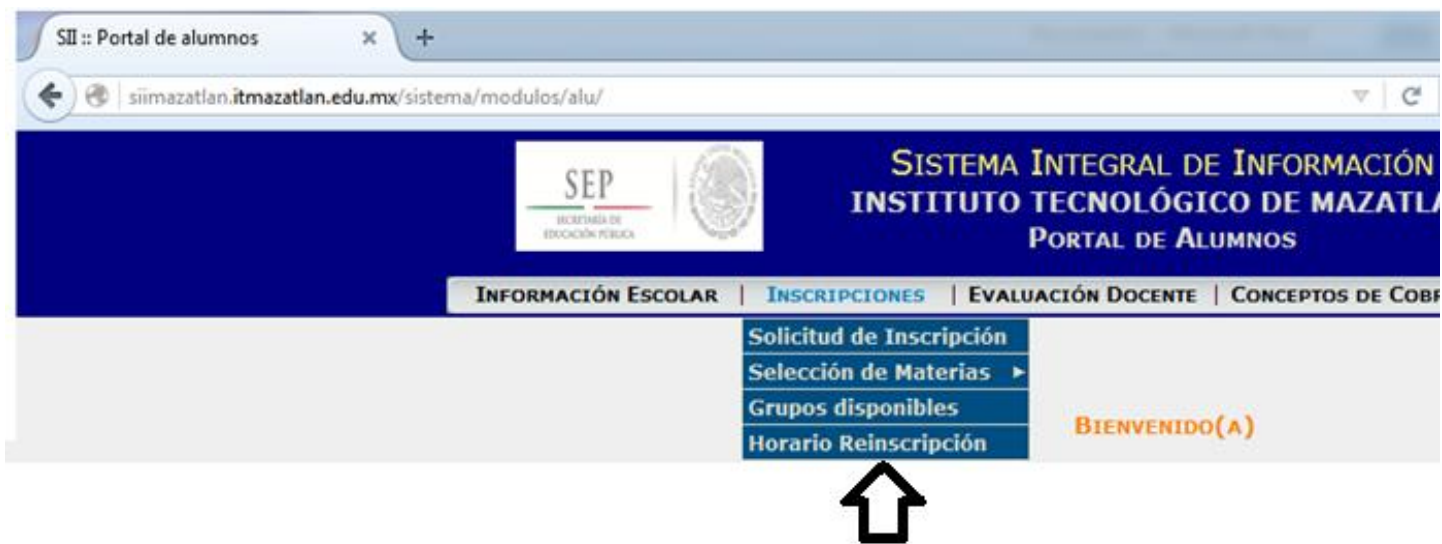 SII :: Portal de alumnos
siimazatlan.itmazatlan.edu.mx/sistema/modulos/alu/
SEP
SECRETARÍA DE
EDUCACIÓN PÚBLICA
SISTEMA INTEGRAL DE INFORMACIÓN
INSTITUTO TECNOLÓGICO DE MAZATLA
PORTAL DE ALUMNOS
INFORMACIÓN ESCOLAR | INSCRIPCIONES | EVALUACIÓN DOCENTE | CONCEPTOS DE COBR
Solicitud de Inscripción
Selección de Materias
Grupos disponibles
Horario Reinscripción
BIENVENIDO(A)